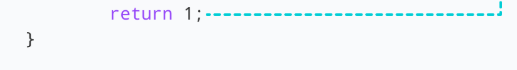 return 1;
}